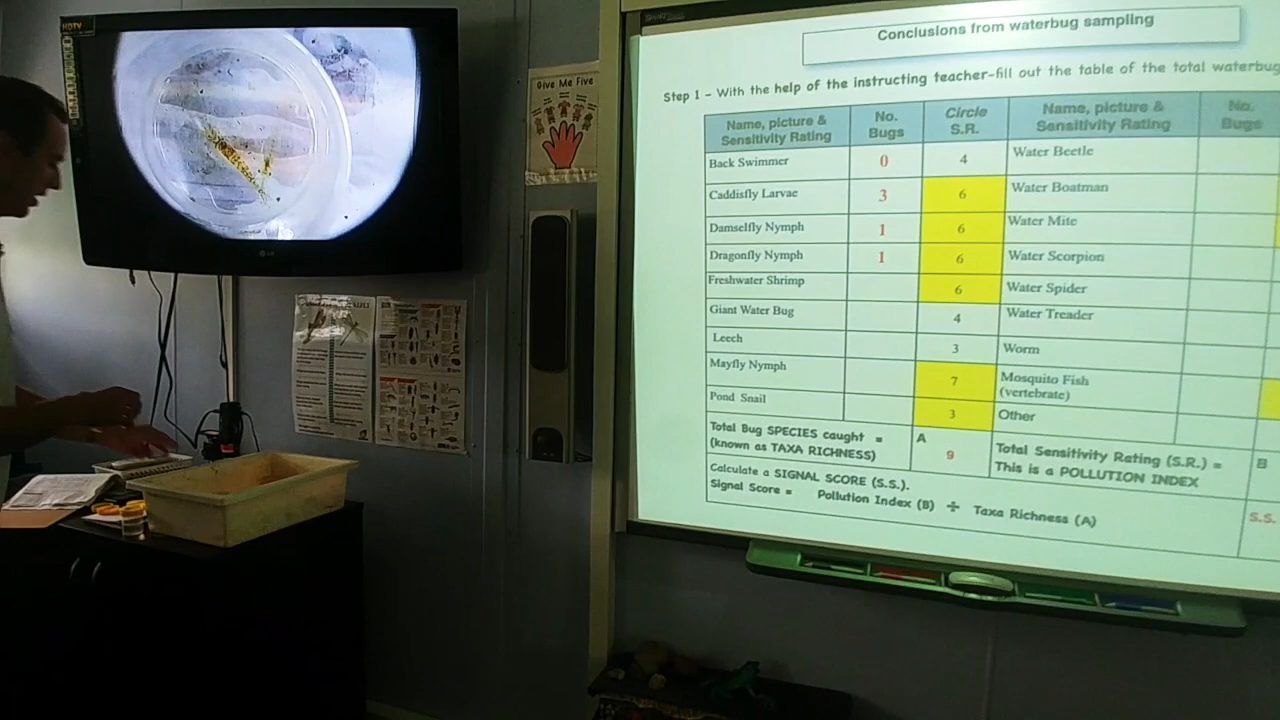 HDTV
LG
Give Me Five
Conclusions from waterbug sampling
Step 1 - With the help of the instructing teacher-fill out the table of the total waterbug
Name, picture & Sensitivity Rating No. Bugs Circle S.R. Name, picture & Sensitivity Rating No. Bugs
Back Swimmer 0 4 Water Beetle
Caddisfly Larvae 3 6 Water Boatman
Damselfly Nymph 1 6 Water Mite
Dragonfly Nymph 1 6 Water Scorpion
Freshwater Shrimp 6 Water Spider
Giant Water Bug 4 Water Treader
Leech 3 Worm
Mayfly Nymph 7 Mosquito Fish (vertebrate)
Pond Snail 3 Other
Total Bug SPECIES caught = A 9 Total Sensitivity Rating (S.R.) = B
(known as TAXA RICHNESS) This is a POLLUTION INDEX
Calculate a SIGNAL SCORE (S.S.).
Signal Score = Pollution Index (B) ÷ Taxa Richness (A) S.S.